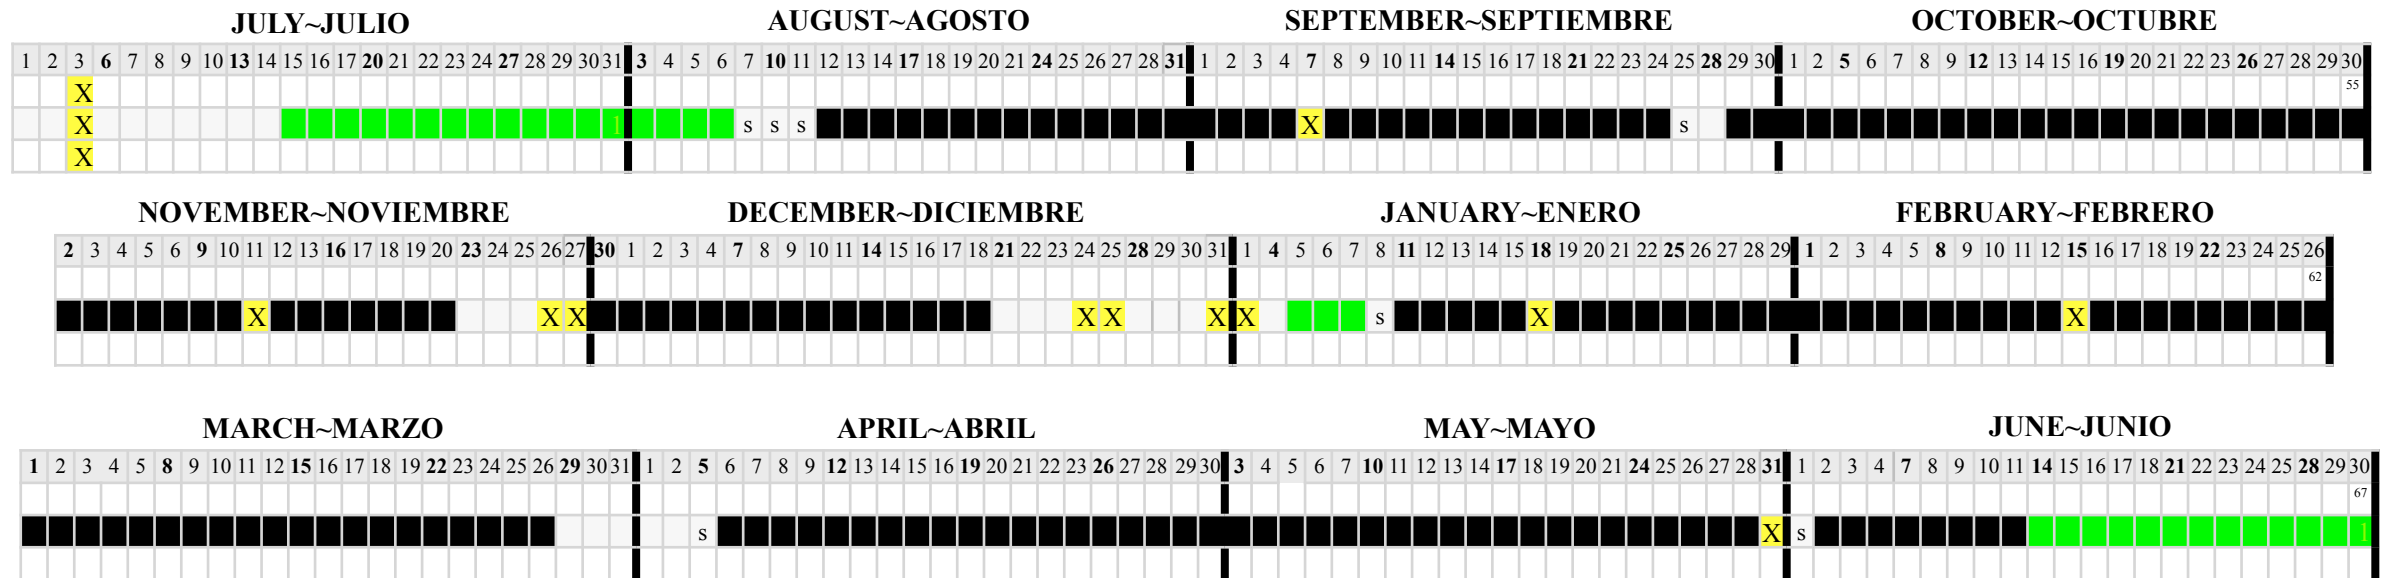 JULY~JULIO AUGUST~AGOSTO SEPTEMBER~SEPTIEMBRE OCTOBER~OCTUBRE
1 2 3 6 7 8 9 10 13 14 15 16 17 20 21 22 23 24 27 28 29 30 31 3 4 5 6 7 10 11 12 13 14 17 18 19 20 21 24 25 26 27 28 31 1 2 3 4 7 8 9 10 11 14 15 16 17 18 21 22 23 24 25 28 29 30 1 2 5 6 7 8 9 12 13 14 15 16 19 20 21 22 23 26 27 28 29 30
X 55
X 1 s s s X s
X
NOVEMBER~NOVIEMBRE DECEMBER~DICIEMBRE JANUARY~ENERO FEBRUARY~FEBRERO
2 3 4 5 6 9 10 11 12 13 16 17 18 19 20 23 24 25 26 27 30 1 2 3 4 7 8 9 10 11 14 15 16 17 18 21 22 23 24 25 28 29 30 31 1 4 5 6 7 8 11 12 13 14 15 18 19 20 21 22 25 26 27 28 29 1 2 3 4 5 8 9 10 11 12 15 16 17 18 19 22 23 24 25 26
62
X X X X X X X s X X
MARCH~MARZO APRIL~ABRIL MAY~MAYO JUNE~JUNIO
1 2 3 4 5 8 9 10 11 12 15 16 17 18 19 22 23 24 25 26 29 30 31 1 2 5 6 7 8 9 12 13 14 15 16 19 20 21 22 23 26 27 28 29 30 3 4 5 6 7 10 11 12 13 14 17 18 19 20 21 24 25 26 27 28 31 1 2 3 4 7 8 9 10 11 14 15 16 17 18 21 22 23 24 25 28 29 30
67
s X s 1